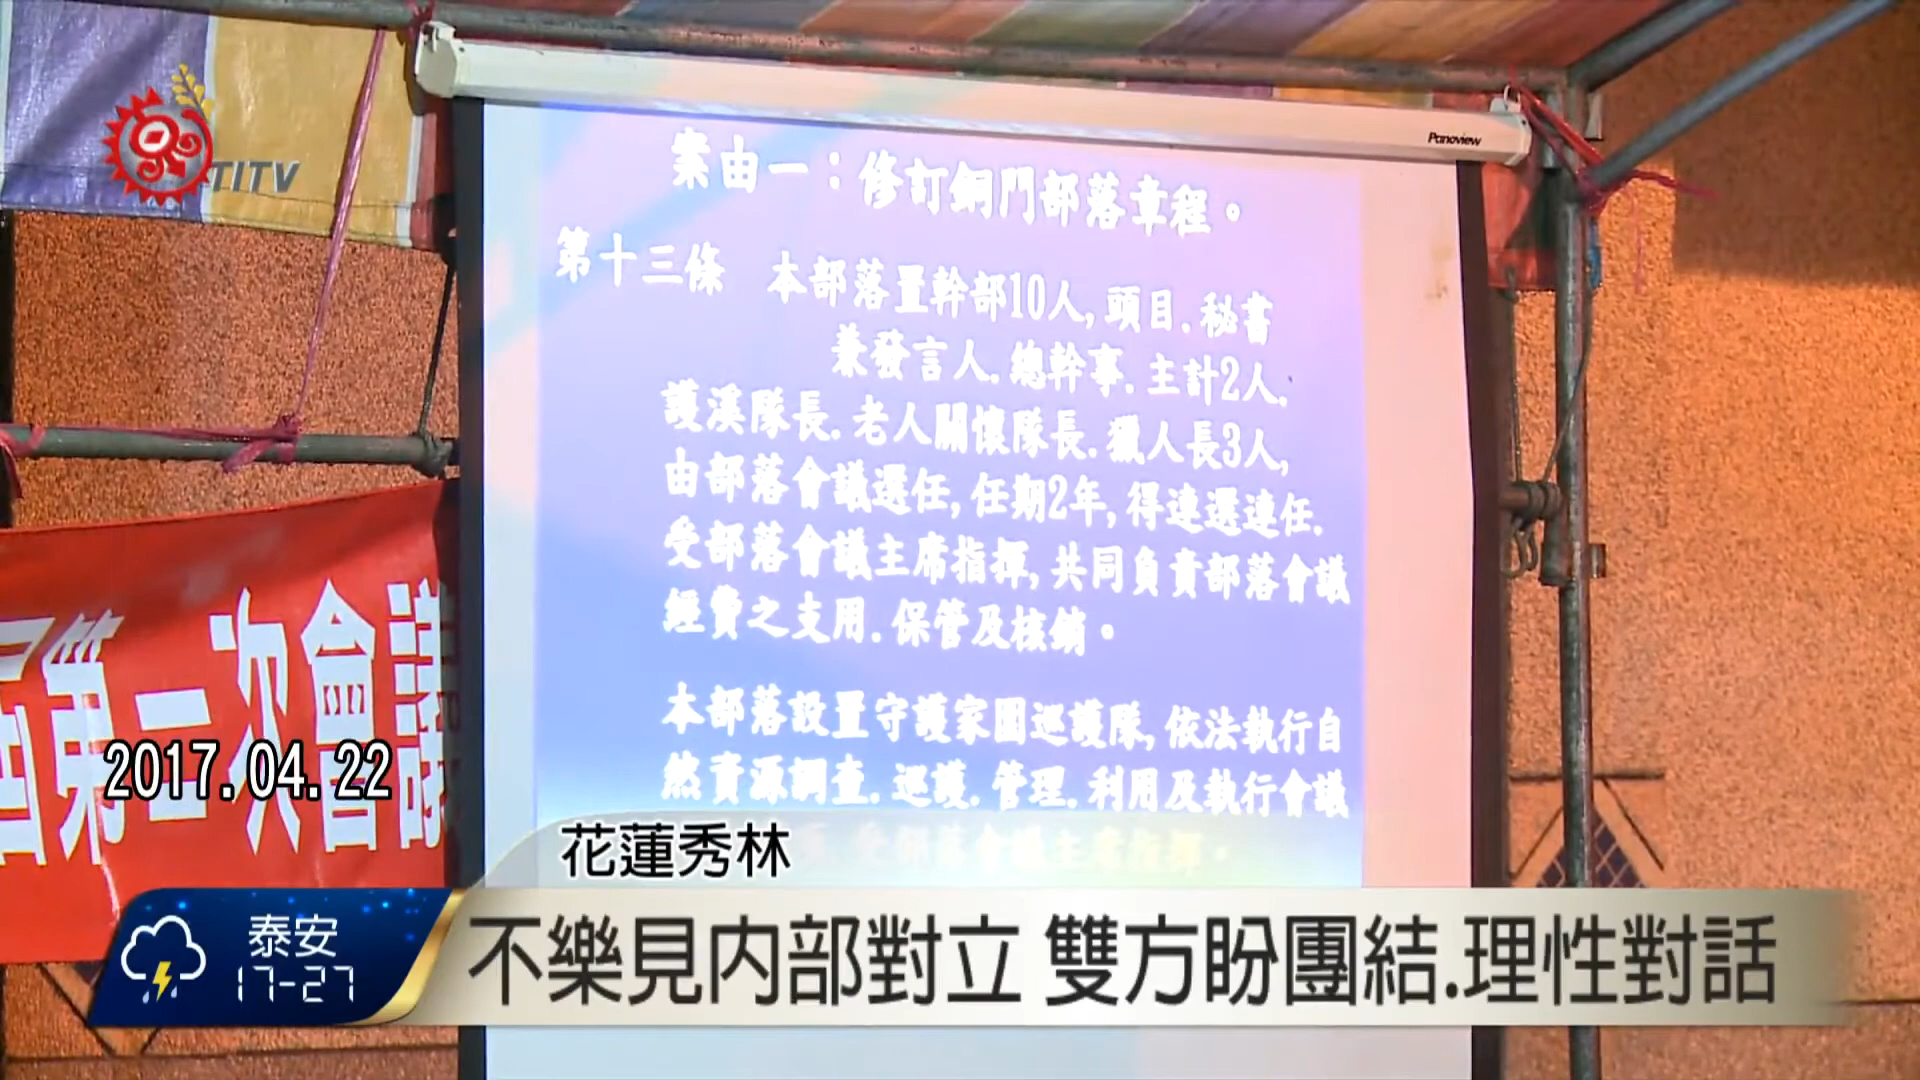 TITV
Panoview
案由一：修訂銅門部落章程。
第十三條 本部落置幹部10人,頭目.秘書
兼發言人.總幹事.主計2人.
護溪隊長.老人關懷隊長.獵人長3人,
由部落會議選任,任期2年,得連選連任.
受部落會議主席指揮,共同負責部落會議
經費之支用.保管及核銷。
本部落設置守護家園巡護隊,依法執行自
然資源調查.巡護.管理.利用及執行會議
屆第二次會議
2017.04.22
花蓮秀林
泰安
17-27
不樂見內部對立 雙方盼團結.理性對話